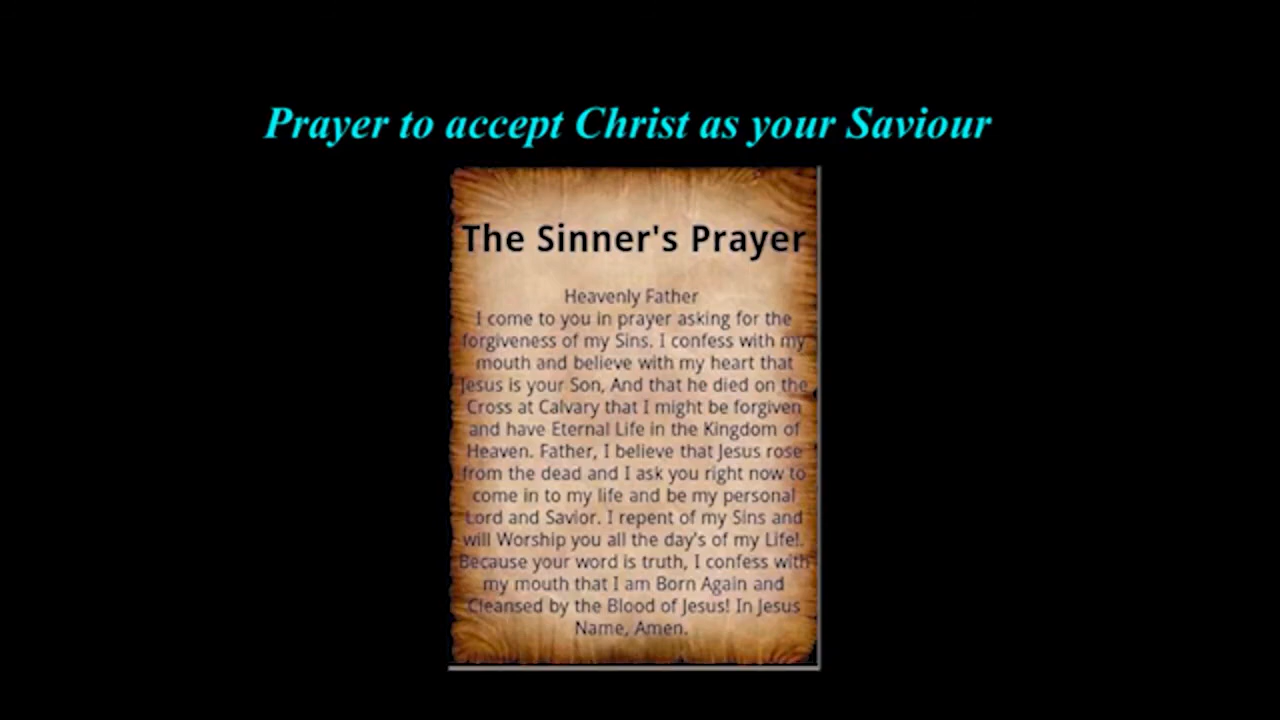 Prayer to accept Christ as your Saviour
The Sinner's Prayer
Heavenly Father
I come to you in prayer asking for the
forgiveness of my Sins. I confess with my
mouth and believe with my heart that
Jesus is your Son, And that he died on the
Cross at Calvary that I might be forgiven
and have Eternal Life in the Kingdom of
Heaven. Father, I believe that Jesus rose
from the dead and I ask you right now to
come in to my life and be my personal
Lord and Savior. I repent of my Sins and
will Worship you all the day's of my Life!.
Because your word is truth, I confess with
my mouth that I am Born Again and
Cleansed by the Blood of Jesus! In Jesus
Name, Amen.